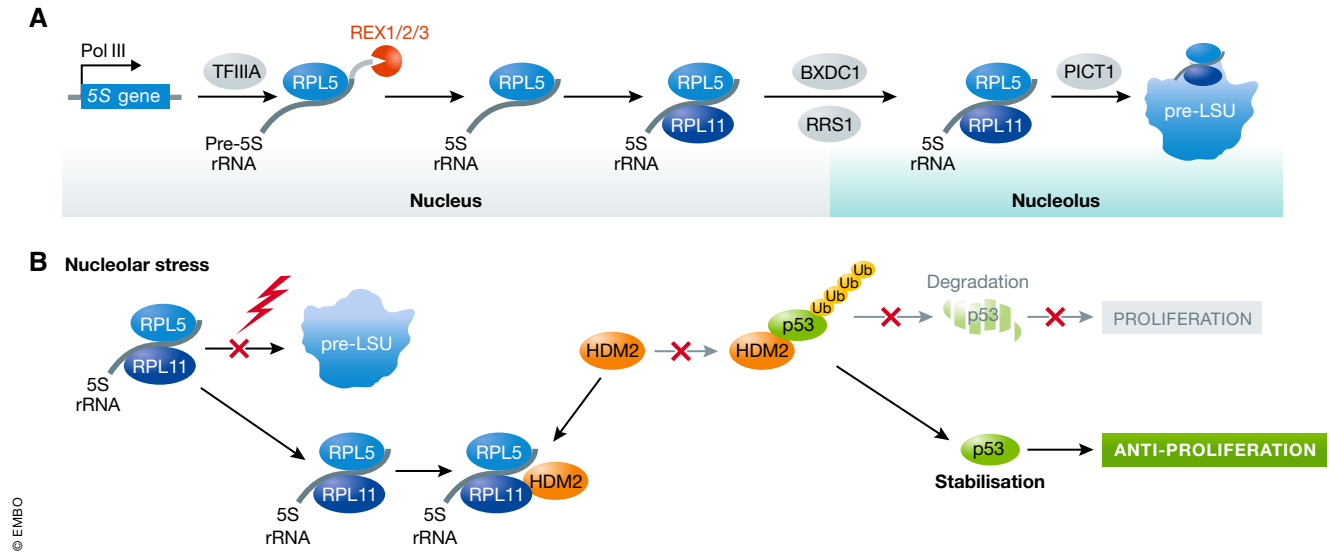 A
Pol III
5S gene
TFIIIA
RPL5
REX1/2/3
Pre-5S
rRNA
RPL5
5S
rRNA
RPL5
RPL11
5S
rRNA
BXDC1
RRS1
RPL5
RPL11
5S
rRNA
PICT1
pre-LSU
Nucleus
Nucleolus
B
Nucleolar stress
RPL5
RPL11
5S
rRNA
pre-LSU
RPL5
RPL11
5S
rRNA
RPL5
RPL11
HDM2
5S
rRNA
HDM2
HDM2
p53
Ub
Ub
Ub
Ub
Degradation
p53
PROLIFERATION
p53
Stabilisation
ANTI-PROLIFERATION
© EMBO